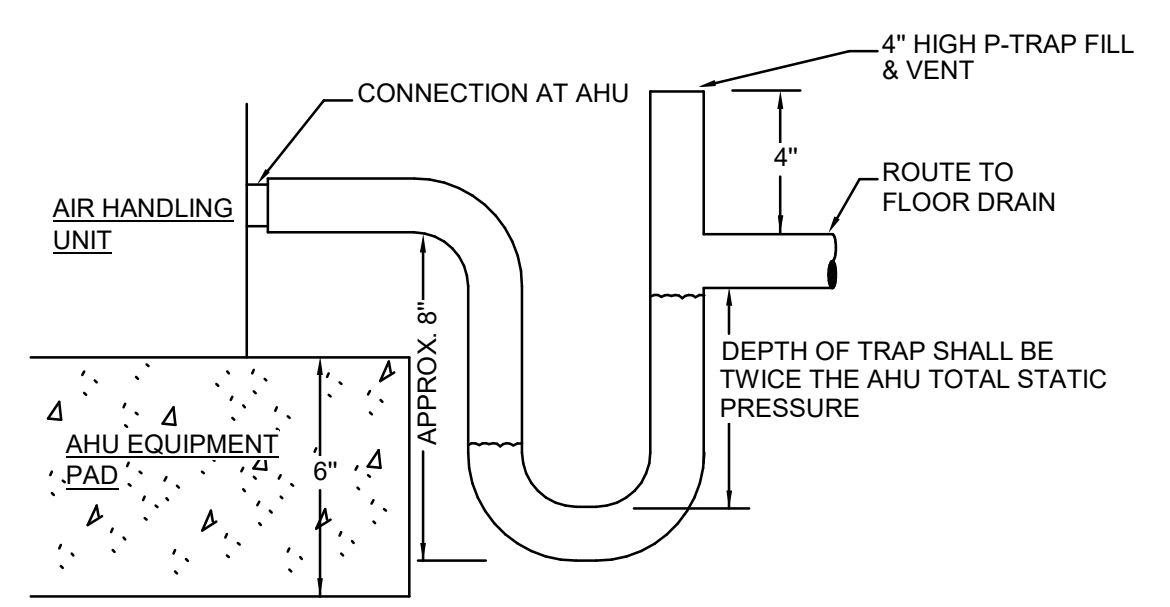 4" HIGH P-TRAP FILL
& VENT
CONNECTION AT AHU
4"
ROUTE TO
FLOOR DRAIN
AIR HANDLING
UNIT
APPROX. 8"
DEPTH OF TRAP SHALL BE
TWICE THE AHU TOTAL STATIC
PRESSURE
AHU EQUIPMENT
PAD
6"